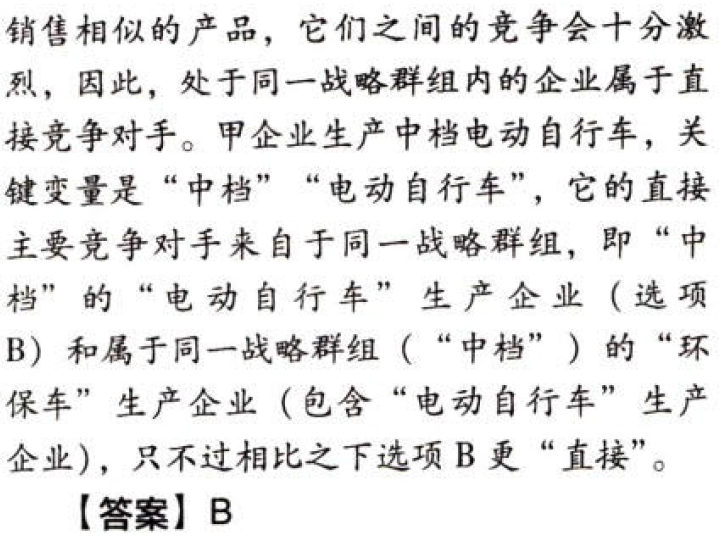 销售相似的产品，它们之间的竞争会十分激
烈，因此，处于同一战略群组内的企业属于直
接竞争对手。甲企业生产中档电动自行车，关
键变量是“中档”“电动自行车”，它的直接
主要竞争对手来自于同一战略群组，即“中
档”的“电动自行车”生产企业（选项
B）和属于同一战略群组（“中档”）的“环
保车”生产企业（包含“电动自行车”生产
企业），只不过相比之下选项 B 更“直接”。
【答案】B